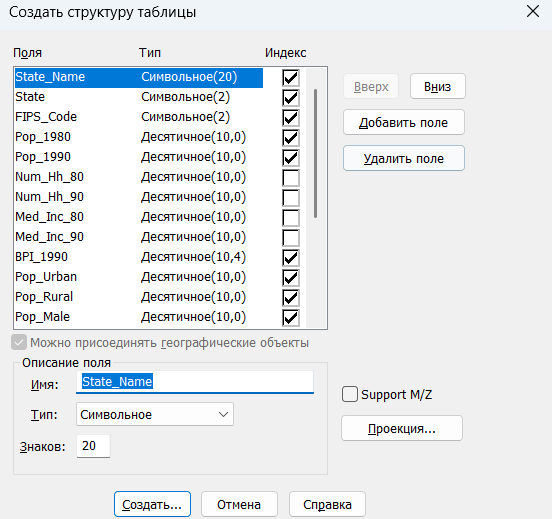 Создать структуру таблицы
Поля Тип Индекс
State_Name Символьное(20)
State Символьное(2)
FIPS_Code Символьное(2)
Pop_1980 Десятичное(10,0)
Pop_1990 Десятичное(10,0)
Num_Hh_80 Десятичное(10,0)
Num_Hh_90 Десятичное(10,0)
Med_Inc_80 Десятичное(10,0)
Med_Inc_90 Десятичное(10,0)
BPI_1990 Десятичное(10,4)
Pop_Urban Десятичное(10,0)
Pop_Rural Десятичное(10,0)
Pop_Male Десятичное(10,0)
Вверх Вниз
Добавить поле
Удалить поле
Можно присоединять географические объекты
Описание поля
Имя: State_Name
Тип: Символьное
Знаков: 20
Support M/Z
Проекция...
Создать... Отмена Справка